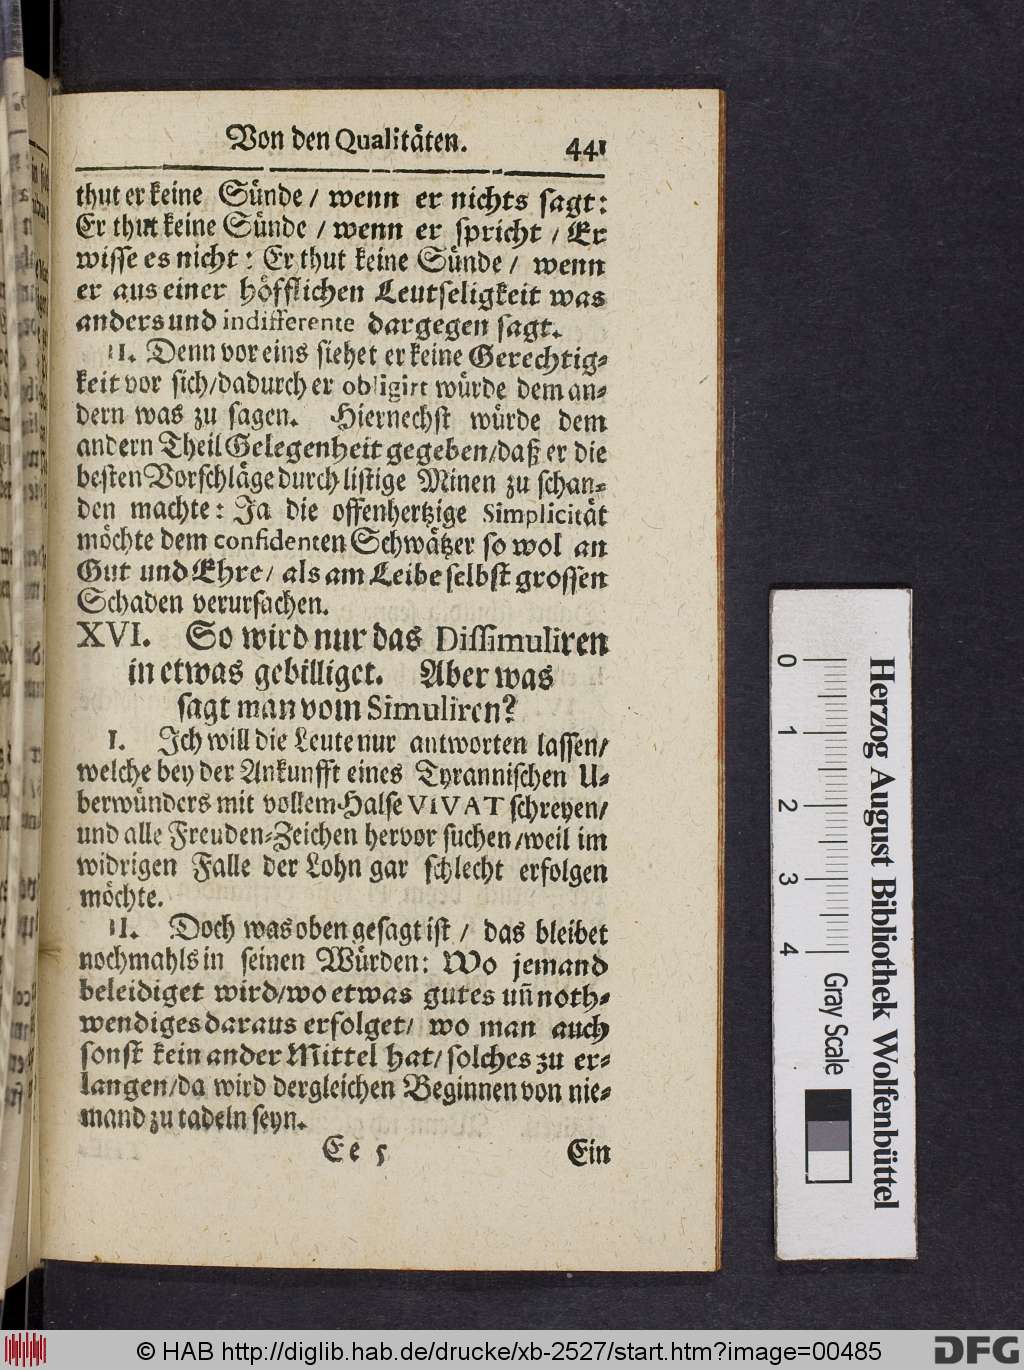 Von den Qualitäten. 441
thut er keine Sünde / wenn er nichts sagt:
Er thut keine Sünde / wenn er spricht / Er
wisse es nicht: Er thut keine Sünde / wenn
er aus einer höfflichen Leutseligkeit was
anders und indifferente dargegen sagt.
II. Denn vor eins siehet er keine Gerechtig-
keit vor sich/dadurch er obligirt würde dem an-
dern was zu sagen. Hiernechst würde dem
andern Theil Gelegenheit gegeben/daß er die
besten Vorschläge durch listige Minen zu schan-
den machte: Ja die offenhertzige Simplicität
möchte dem confidenten Schwätzer so wol an
Gut und Ehre/ als am Leibe selbst grossen
Schaden verursachen.
XVI. So wird nur das Dissimuliren
in etwas gebilliget. Aber was
sagt man vom Simuliren?
I. Ich will die Leute nur antworten lassen/
welche bey der Ankunfft eines Tyrannischen U-
berwünders mit vollem Halse VIVAT schreyen/
und alle Freuden-Zeichen hervor suchen/weil im
widrigen Falle der Lohn gar schlecht erfolgen
möchte.
II. Doch was oben gesagt ist / das bleibet
nochmahls in seinen Würden: Wo jemand
beleidiget wird/wo etwas gutes uñ noth-
wendiges daraus erfolget/ wo man auch
sonst kein ander Mittel hat/ solches zu er-
langen/da wird dergleichen Beginnen von nie-
mand zu tadeln seyn.
Ee 5 Ein
0 1 2 3 4 Gray Scale
Herzog August Bibliothek Wolfenbüttel
© HAB http://diglib.hab.de/drucke/xb-2527/start.htm?image=00485
DFG